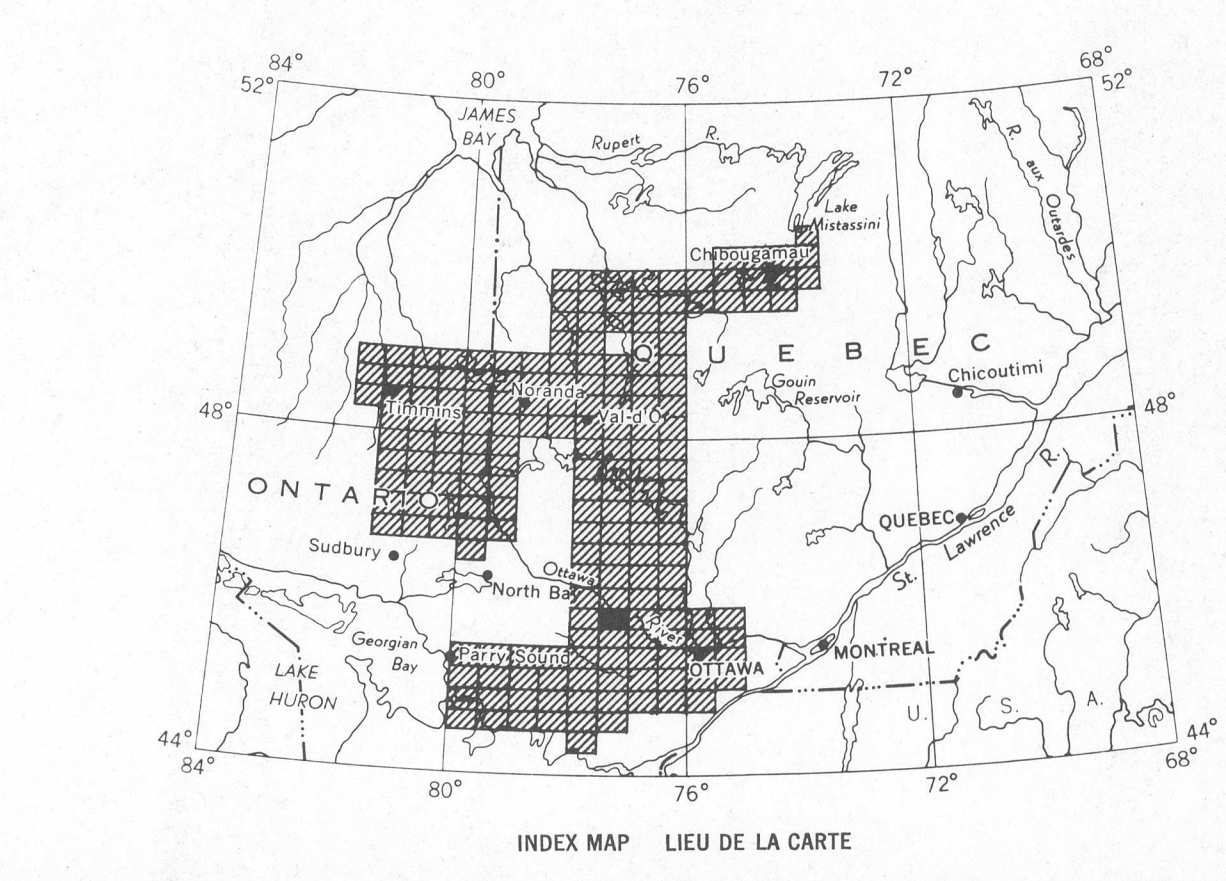 84°
80°
76°
72°
68°
52°
52°
JAMES
BAY
Rupert R.
R. aux Outardes
Lake
Mistassini
Chibougamau
QUEBEC
Chicoutimi
Gouin
Reservoir
Noranda
Timmins
Val-d'O
48°
48°
ONTARIO
QUEBEC
St. Lawrence R.
Sudbury
North Bay
Ottawa
River
Georgian
Bay
Parry Sound
OTTAWA
MONTREAL
LAKE
HURON
U. S. A.
44°
44°
84°
80°
76°
72°
68°
INDEX MAP LIEU DE LA CARTE